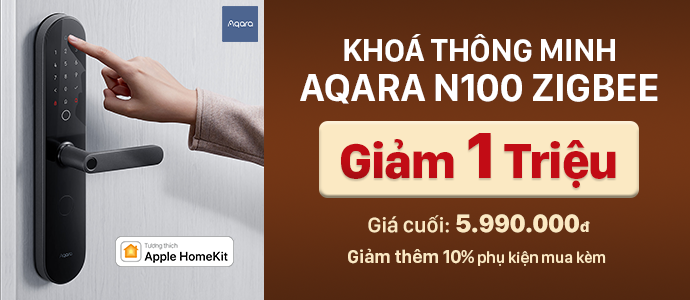 Aqara
KHOÁ THÔNG MINH
AQARA N100 ZIGBEE
Giảm 1 Triệu
Giá cuối: 5.990.000đ
Giảm thêm 10% phụ kiện mua kèm
Tương thích
Apple HomeKit
Aqara